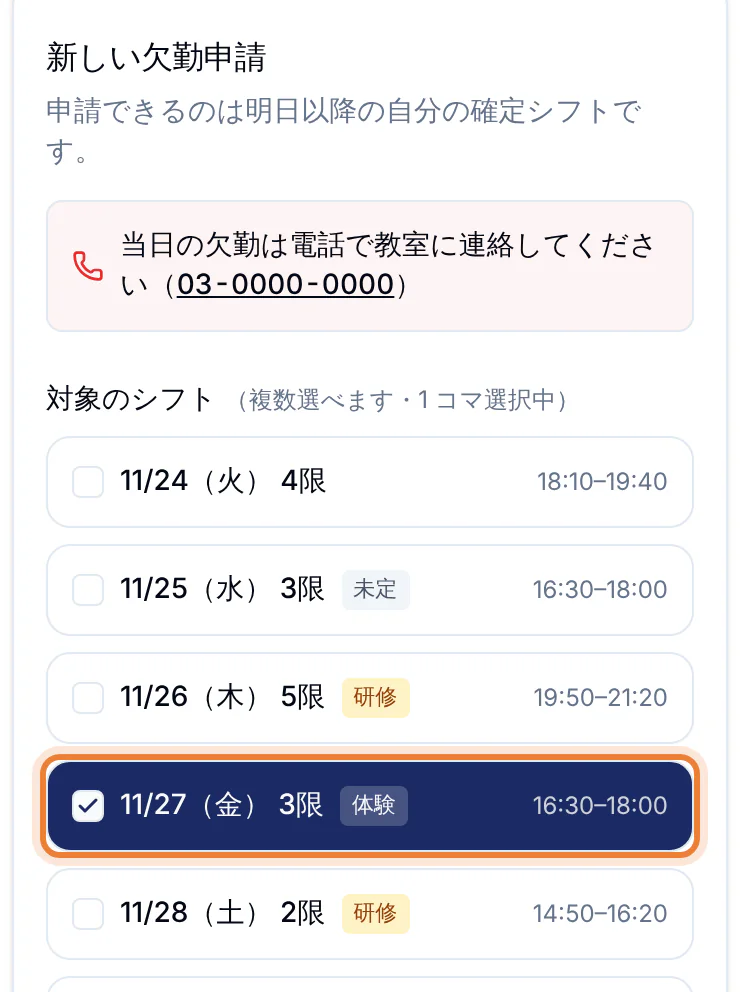 新しい欠勤申請
申請できるのは明日以降の自分の確定シフトで
す。
当日の欠勤は電話で教室に連絡してくださ
い（03-0000-0000）
対象のシフト （複数選べます・1 コマ選択中）
11/24（火） 4限 18:10–19:40
11/25（水） 3限 未定 16:30–18:00
11/26（木） 5限 研修 19:50–21:20
11/27（金） 3限 体験 16:30–18:00
11/28（土） 2限 研修 14:50–16:20